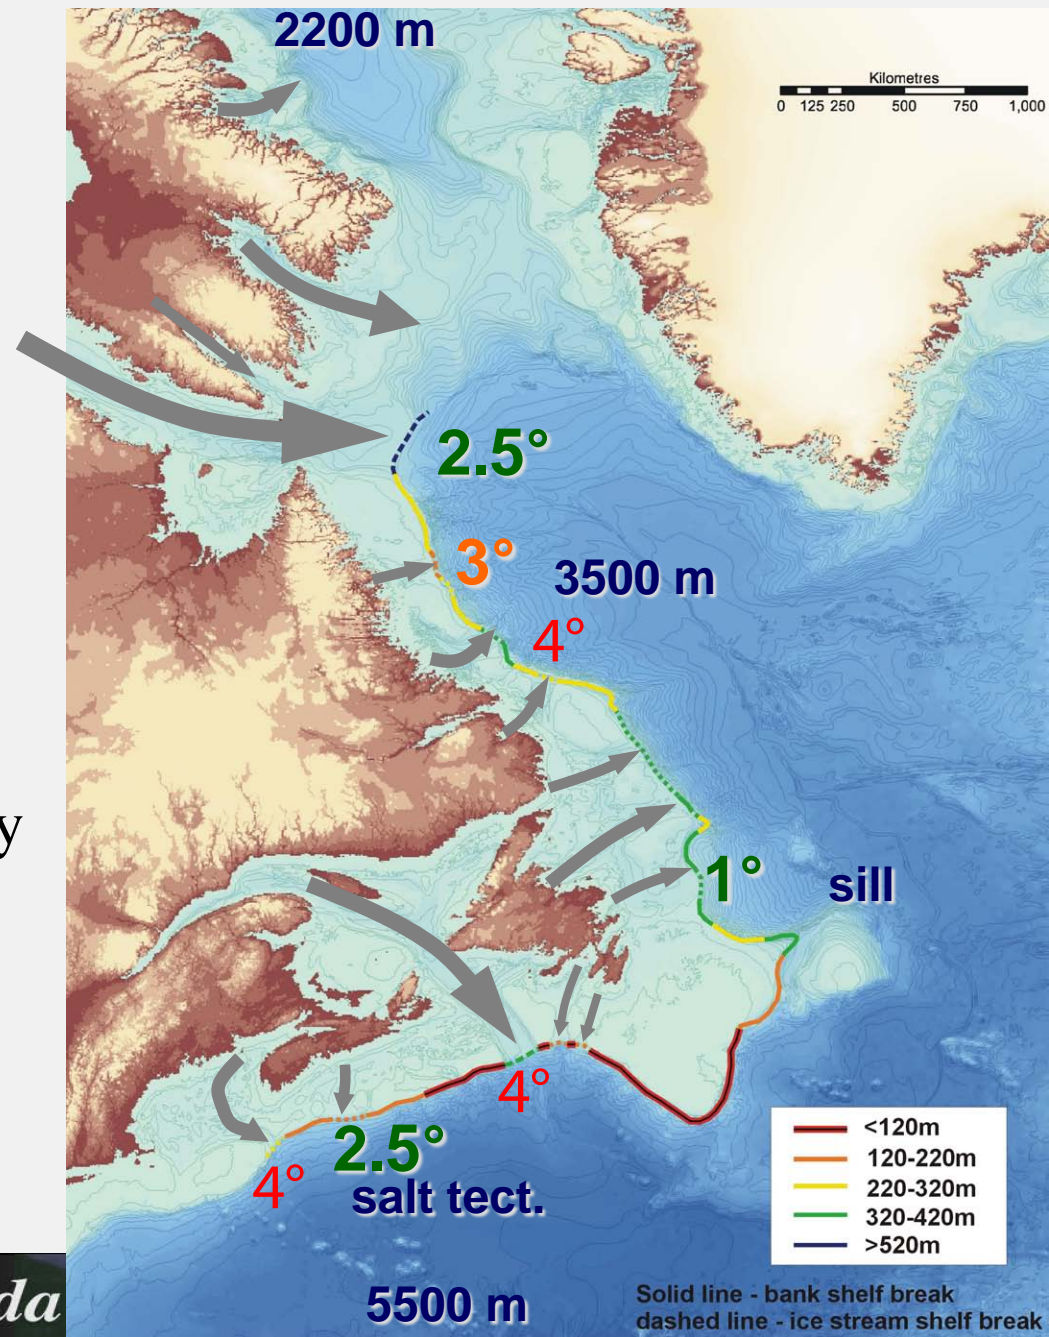 2200 m
Kilometres
0 125 250 500 750 1,000
2.5°
3°
3500 m
4°
y
1°
sill
4°
2.5°
4°
salt tect.
<120m
120-220m
220-320m
320-420m
>520m
5500 m
Solid line - bank shelf break
dashed line - ice stream shelf break
da